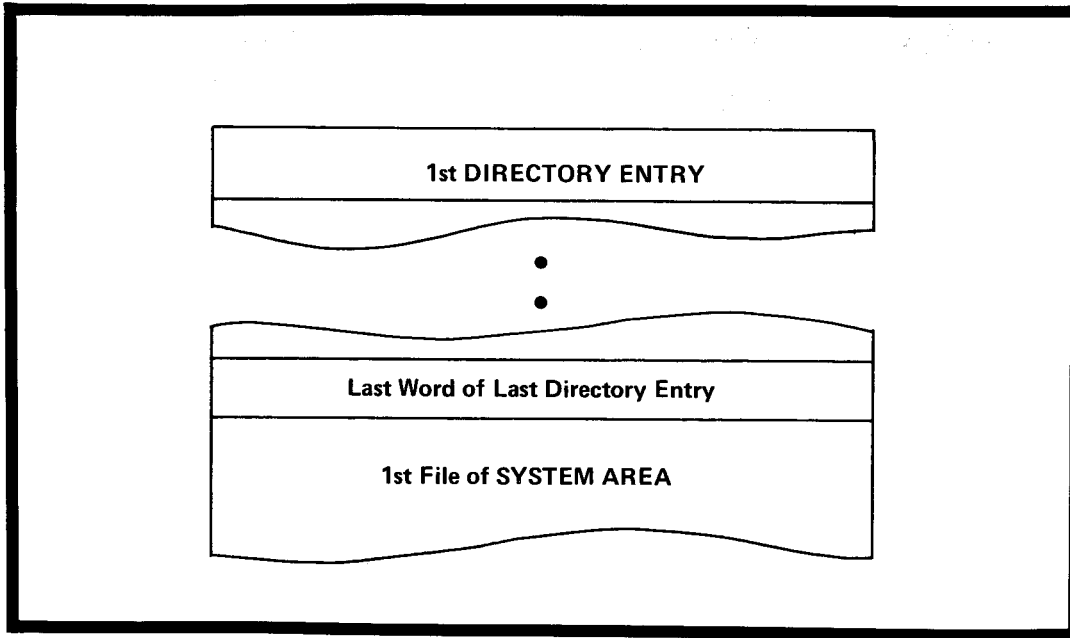 1st DIRECTORY ENTRY
Last Word of Last Directory Entry
1st File of SYSTEM AREA